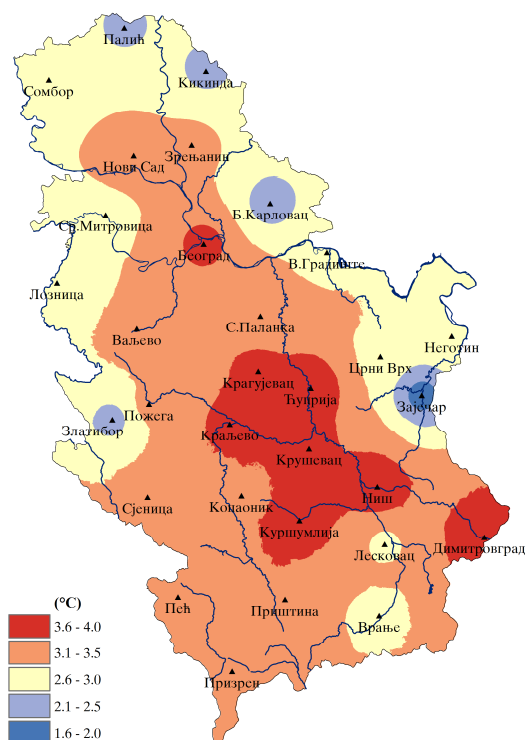 Палић
Кикинда
Сомбор
Зрењанин
Нови Сад
Б.Карловац
Ср.Митровица
Београд
В.Градиште
Лозница
С.Паланка
Ваљево
Неготин
Црни Врх
Крагујевац
Ћуприја
Зајечар
Пожега
Златибор
Краљево
Крушевац
Ниш
Сјеница
Копаоник
Куршумлија
Димитровград
Лесковац
Пећ
Приштина
Врање
Призрен
(°C)
3.6 - 4.0
3.1 - 3.5
2.6 - 3.0
2.1 - 2.5
1.6 - 2.0